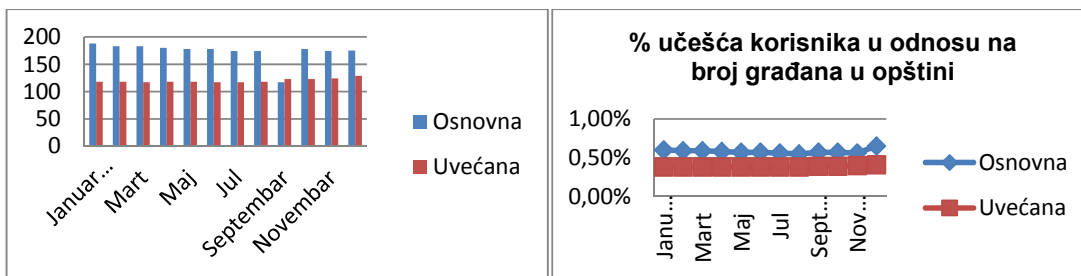 200
150
100
50
0
Januar...
Mart
Maj
Jul
Septembar
Novembar
Osnovna
Uvećana
% učešća korisnika u odnosu na
broj građana u opštini
1,00%
0,50%
0,00%
Janu...
Mart
Maj
Jul
Sept...
Nov...
Osnovna
Uvećana